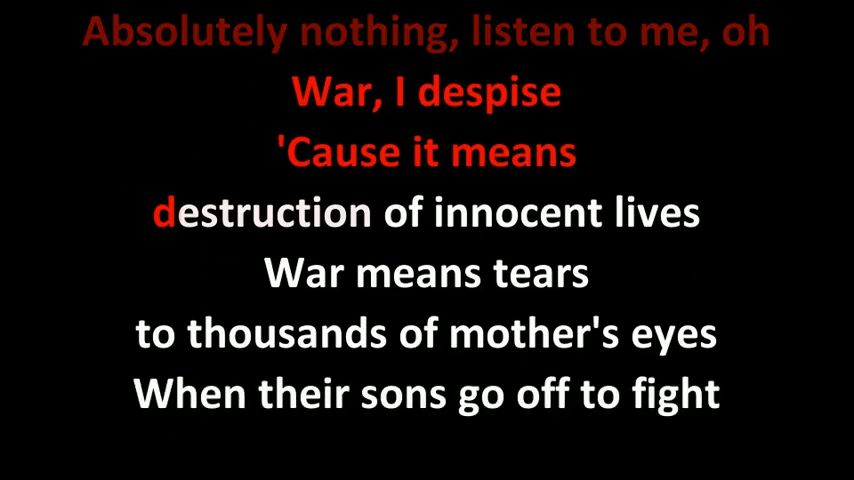 Absolutely nothing, listen to me, oh
War, I despise
'Cause it means
destruction of innocent lives
War means tears
to thousands of mother's eyes
When their sons go off to fight